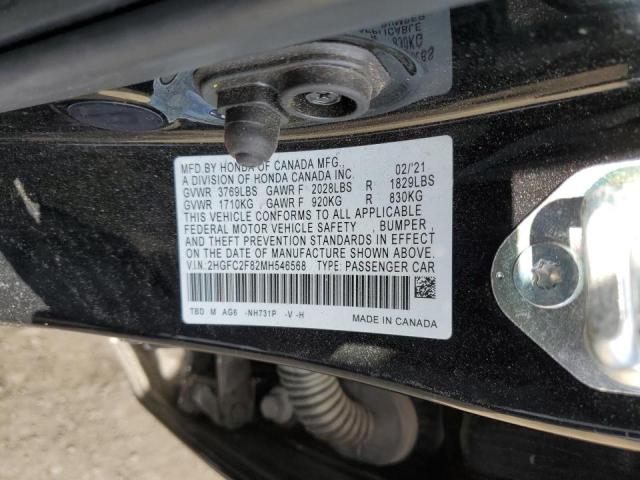 BUMPER
APPLICABLE
R 830KG
MFD.BY HONDA OF CANADA MFG., 02/'21
A DIVISION OF HONDA CANADA INC.
GVWR 3769LBS GAWR F 2028LBS R 1829LBS
GVWR 1710KG GAWR F 920KG R 830KG
THIS VEHICLE CONFORMS TO ALL APPLICABLE
FEDERAL MOTOR VEHICLE SAFETY , BUMPER ,
AND THEFT PREVENTION STANDARDS IN EFFECT
ON THE DATE OF MANUFACTURE SHOWN ABOVE.
V.I.N.:2HGFC2F82MH546568 TYPE: PASSENGER CAR
TBD M AG6 -NH731P -V -H MADE IN CANADA